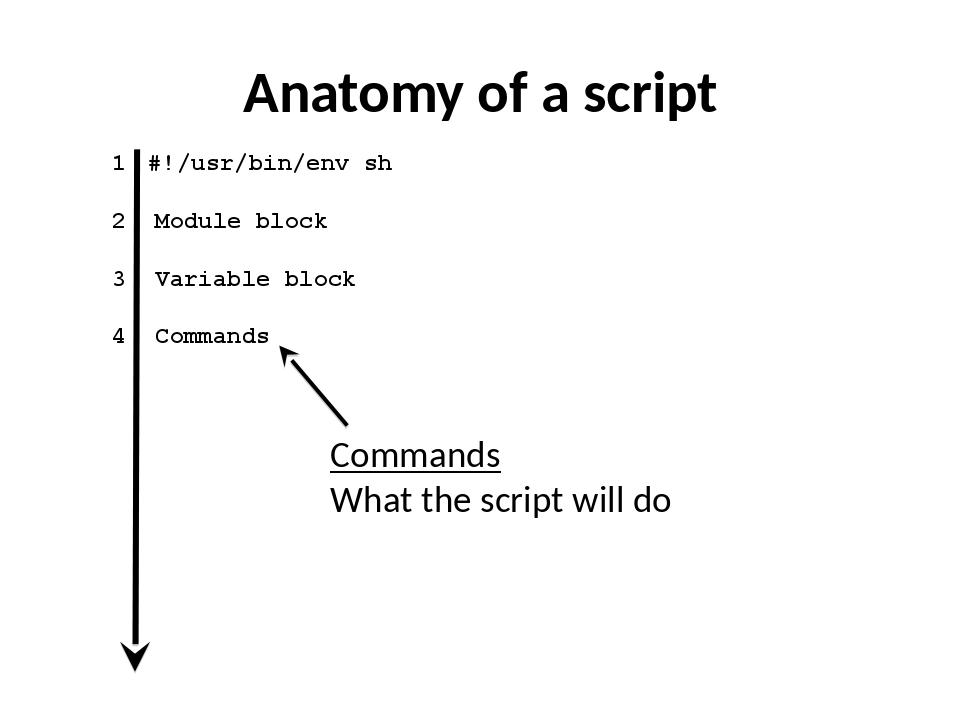 Anatomy of a script
1 #!/usr/bin/env sh
2 Module block
3 Variable block
4 Commands
Commands
What the script will do